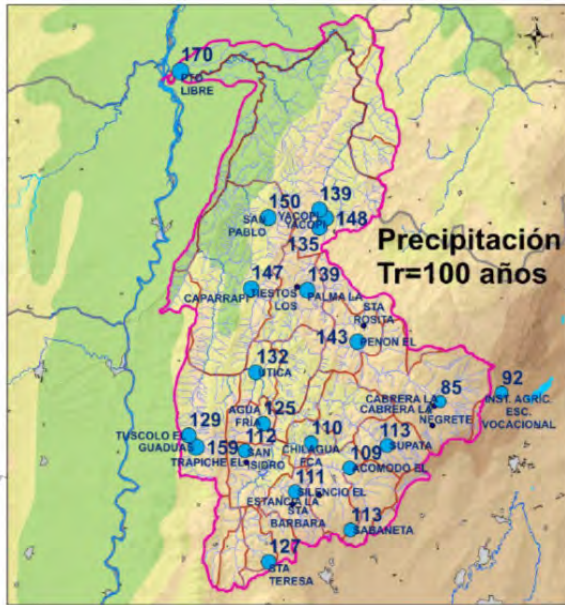 170
PTO
LIBRE
150
SAN
PABLO
139
YACOPI
148
YACOPI
135
Precipitación
Tr=100 años
147
CAPARRAPI
TIESTOS
LOS
139
PALMA LA
STA
ROSITA
143
PENON EL
132
UTICA
85
92
CABRERA LA
CABRERA LA
NEGRETE
INST. AGRIC
ESC.
VOCACIONAL
AGUA
FRÍA
125
129
TUSCOLO EL
GUADUAS
159
TRAPICHE EL
112
SAN
ISIDRO
110
CHILAGUA
FCA
113
SUPATA
109
ACOMODO EL
111
SILENCIO EL
ESTANCIA LA
STA
BARBARA
113
SABANETA
127
STA
TERESA